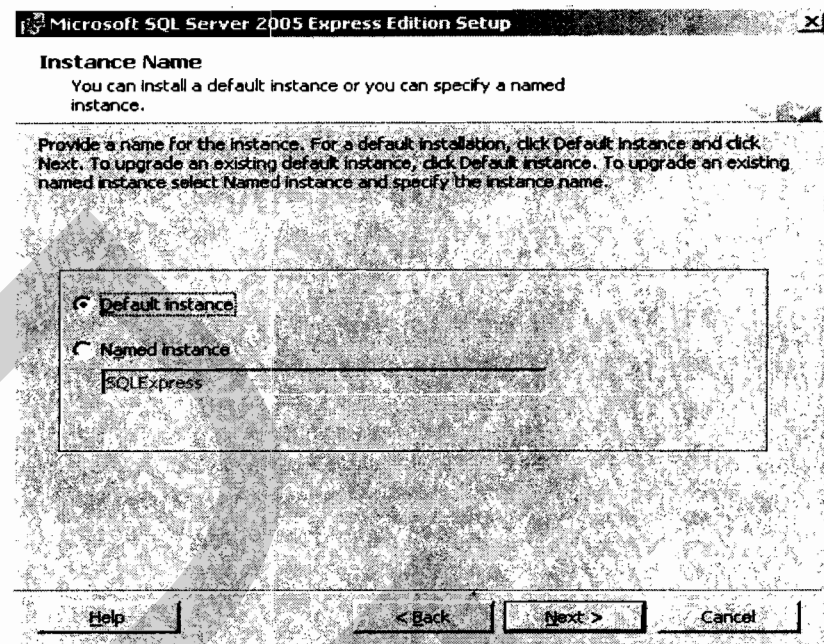 Microsoft SQL Server 2005 Express Edition Setup
Instance Name
You can install a default instance or you can specify a named
instance.
Provide a name for the instance. For a default installation, click Default instance and click
Next. To upgrade an existing default instance, click Default instance. To upgrade an existing
named instance select Named instance and specify the instance name.
Default instance
Named instance
SQLExpress
Help
< Back
Next >
Cancel